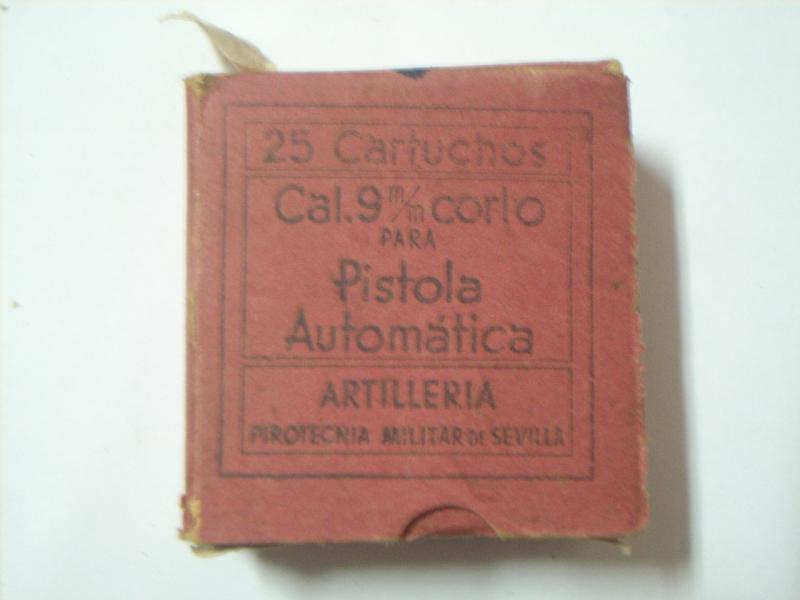 25 Cartuchos
Cal. 9 m/m corto
PARA
Pistola
Automática
ARTILLERIA
PIROTECNIA MILITAR DE SEVILLA